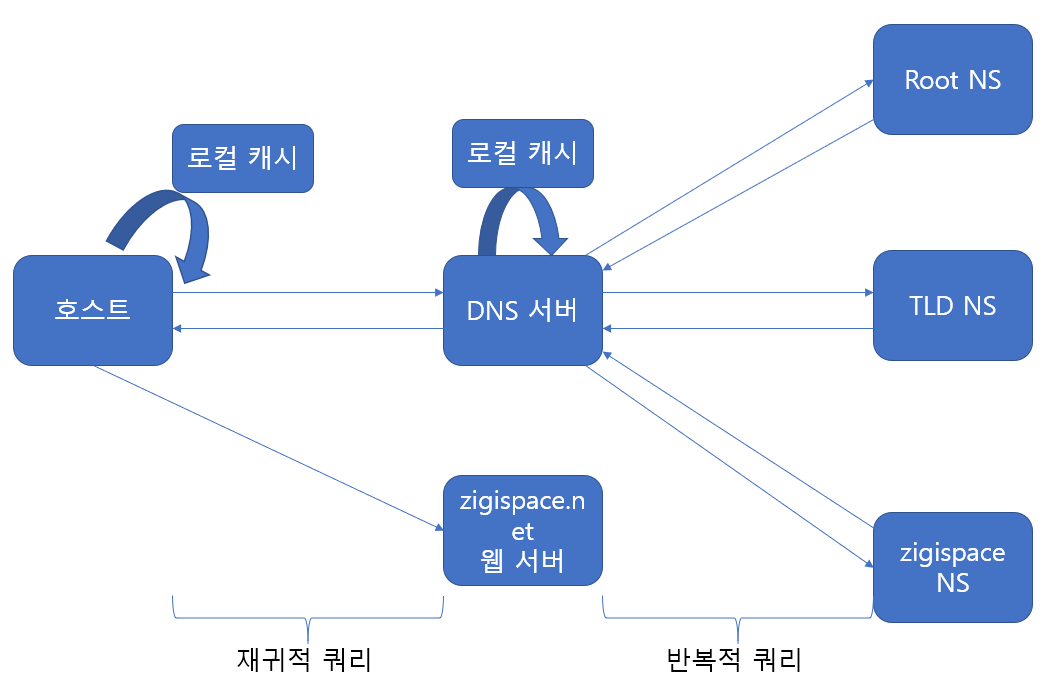 Root NS
로컬 캐시
로컬 캐시
호스트
DNS 서버
TLD NS
zigispace.n
et
웹 서버
zigispace
NS
재귀적 쿼리
반복적 쿼리